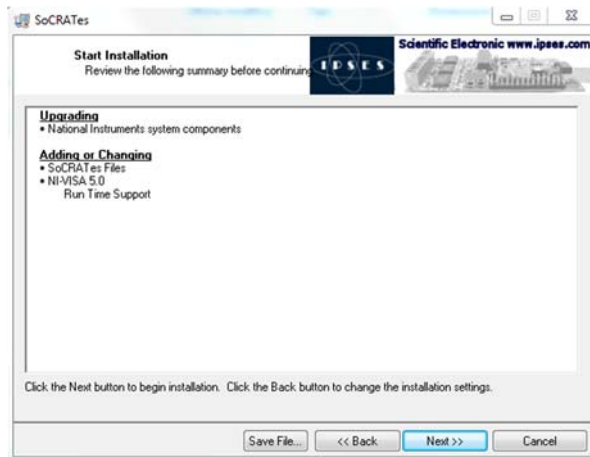 SoCRATes
Start Installation
Review the following summary before continuing
IPSES
Scientific Electronic www.ipses.com
Upgrading
• National Instruments system components
Adding or Changing
• SoCRATes Files
• NI-VISA 5.0
Run Time Support
Click the Next button to begin installation. Click the Back button to change the installation settings.
Save File... << Back Next >> Cancel